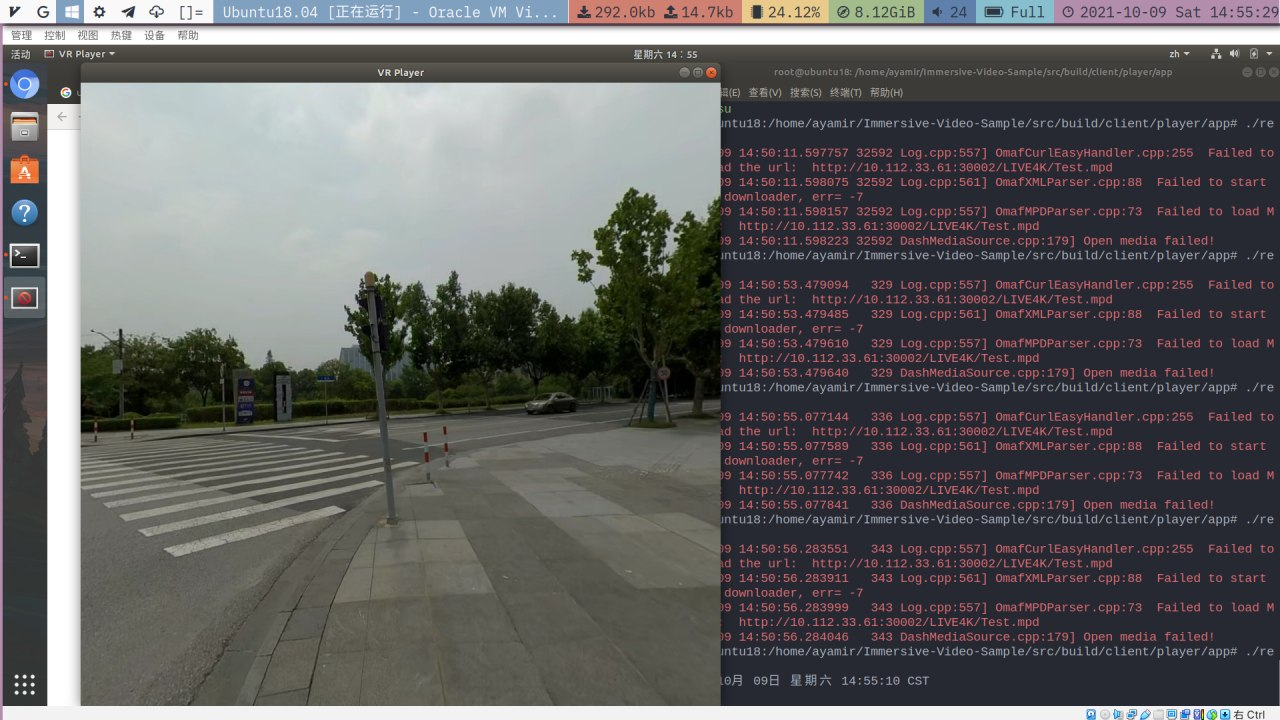 []= Ubuntu18.04 [正在运行] - Oracle VM Vi... 292.0kb 14.7kb 24.12% 8.12GiB 24 Full 2021-10-09 Sat 14:55:29
管理 控制 视图 热键 设备 帮助
活动 VR Player 星期六 14：55 zh
VR Player
root@ubuntu18: /home/ayamir/Immersive-Video-Sample/src/build/client/player/app
辑(E) 查看(V) 搜索(S) 终端(T) 帮助(H)
su
untu18:/home/ayamir/Immersive-Video-Sample/src/build/client/player/app# ./re
09 14:50:11.597757 32592 Log.cpp:557] OmafCurlEasyHandler.cpp:255  Failed to
ad the url:  http://10.112.33.61:30002/LIVE4K/Test.mpd
09 14:50:11.598075 32592 Log.cpp:561] OmafXMLParser.cpp:88  Failed to start
downloader, err= -7
09 14:50:11.598157 32592 Log.cpp:557] OmafMPDParser.cpp:73  Failed to load M
:  http://10.112.33.61:30002/LIVE4K/Test.mpd
09 14:50:11.598223 32592 DashMediaSource.cpp:179] Open media failed!
untu18:/home/ayamir/Immersive-Video-Sample/src/build/client/player/app# ./re
09 14:50:53.479094   329 Log.cpp:557] OmafCurlEasyHandler.cpp:255  Failed to
ad the url:  http://10.112.33.61:30002/LIVE4K/Test.mpd
09 14:50:53.479485   329 Log.cpp:561] OmafXMLParser.cpp:88  Failed to start
downloader, err= -7
09 14:50:53.479610   329 Log.cpp:557] OmafMPDParser.cpp:73  Failed to load M
:  http://10.112.33.61:30002/LIVE4K/Test.mpd
09 14:50:53.479640   329 DashMediaSource.cpp:179] Open media failed!
untu18:/home/ayamir/Immersive-Video-Sample/src/build/client/player/app# ./re
09 14:50:55.077144   336 Log.cpp:557] OmafCurlEasyHandler.cpp:255  Failed to
ad the url:  http://10.112.33.61:30002/LIVE4K/Test.mpd
09 14:50:55.077589   336 Log.cpp:561] OmafXMLParser.cpp:88  Failed to start
downloader, err= -7
09 14:50:55.077742   336 Log.cpp:557] OmafMPDParser.cpp:73  Failed to load M
:  http://10.112.33.61:30002/LIVE4K/Test.mpd
09 14:50:55.077841   336 DashMediaSource.cpp:179] Open media failed!
untu18:/home/ayamir/Immersive-Video-Sample/src/build/client/player/app# ./re
09 14:50:56.283551   343 Log.cpp:557] OmafCurlEasyHandler.cpp:255  Failed to
ad the url:  http://10.112.33.61:30002/LIVE4K/Test.mpd
09 14:50:56.283911   343 Log.cpp:561] OmafXMLParser.cpp:88  Failed to start
downloader, err= -7
09 14:50:56.283999   343 Log.cpp:557] OmafMPDParser.cpp:73  Failed to load M
:  http://10.112.33.61:30002/LIVE4K/Test.mpd
09 14:50:56.284046   343 DashMediaSource.cpp:179] Open media failed!
untu18:/home/ayamir/Immersive-Video-Sample/src/build/client/player/app# ./re
10月 09日 星期六 14:55:10 CST
右 Ctrl